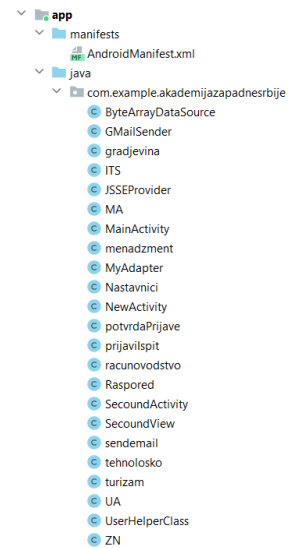 app
manifests
AndroidManifest.xml
java
com.example.akademijazapadnesrbije
ByteArrayDataSource
GMailSender
gradjevina
ITS
JSSEProvider
MA
MainActivity
menadzment
MyAdapter
Nastavnici
NewActivity
potvrdaPrijave
prijaviIspit
racunovodstvo
Raspored
SecoundActivity
SecoundView
sendemail
tehnolosko
turizam
UA
UserHelperClass
ZN